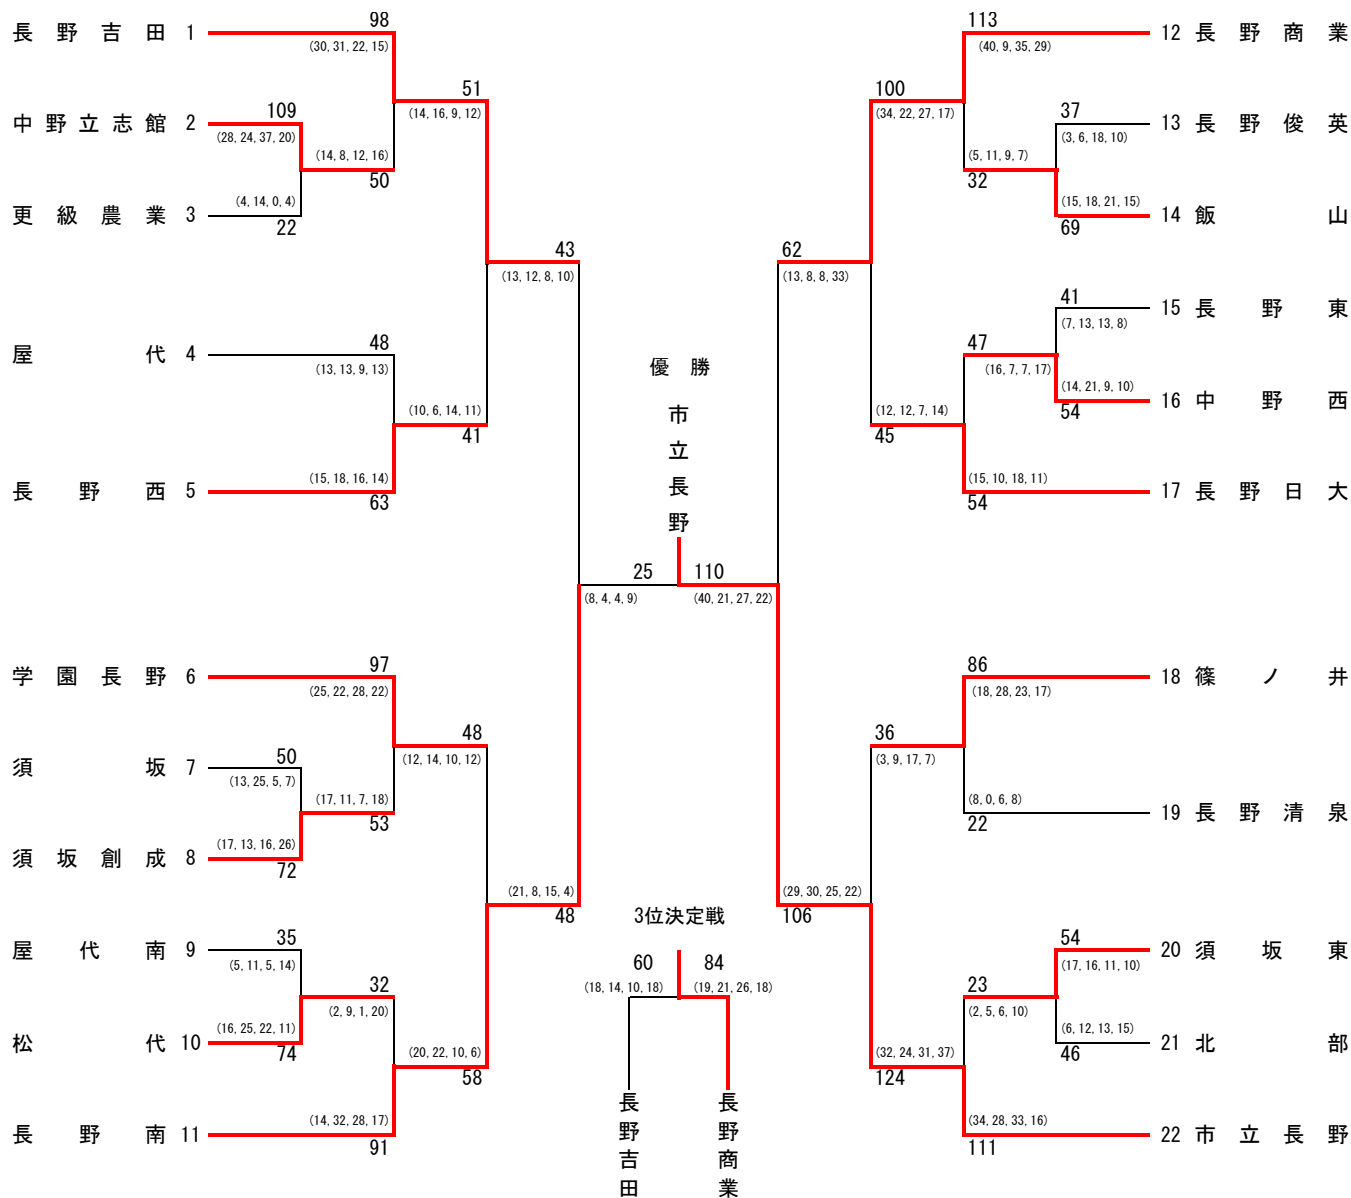 長野吉田 1
98
(30, 31, 22, 15)
51
(14, 16, 9, 12)
中野立志館 2
109
(28, 24, 37, 20)
(14, 8, 12, 16)
50
更級農業 3
(4, 14, 0, 4)
22
43
(13, 12, 8, 10)
屋代 4
48
(13, 13, 9, 13)
(10, 6, 14, 11)
41
長野西 5
(15, 18, 16, 14)
63
学園長野 6
97
(25, 22, 28, 22)
48
(12, 14, 10, 12)
須坂 7
50
(13, 25, 5, 7)
(17, 11, 7, 18)
53
須坂創成 8
(17, 13, 16, 26)
72
(21, 8, 15, 4)
48
屋代南 9
35
(5, 11, 5, 14)
32
(2, 9, 1, 20)
松代 10
(16, 25, 22, 11)
74
(20, 22, 10, 6)
58
長野南 11
(14, 32, 28, 17)
91
優勝
市立長野
25
(8, 4, 4, 9)
110
(40, 21, 27, 22)
3位決定戦
60
(18, 14, 10, 18)
84
(19, 21, 26, 18)
長野吉田
長野商業
113
(40, 9, 35, 29)
12 長野商業
100
(34, 22, 27, 17)
37
(3, 6, 18, 10)
13 長野俊英
(5, 11, 9, 7)
32
(15, 18, 21, 15)
69
14 飯山
62
(13, 8, 8, 33)
41
(7, 13, 13, 8)
15 長野東
47
(16, 7, 7, 17)
(14, 21, 9, 10)
54
16 中野西
(12, 12, 7, 14)
45
(15, 10, 18, 11)
54
17 長野日大
86
(18, 28, 23, 17)
18 篠ノ井
36
(3, 9, 17, 7)
(8, 0, 6, 8)
22
19 長野清泉
(29, 30, 25, 22)
106
54
(17, 16, 11, 10)
20 須坂東
23
(2, 5, 6, 10)
(6, 12, 13, 15)
46
21 北部
(32, 24, 31, 37)
124
(34, 28, 33, 16)
111
22 市立長野